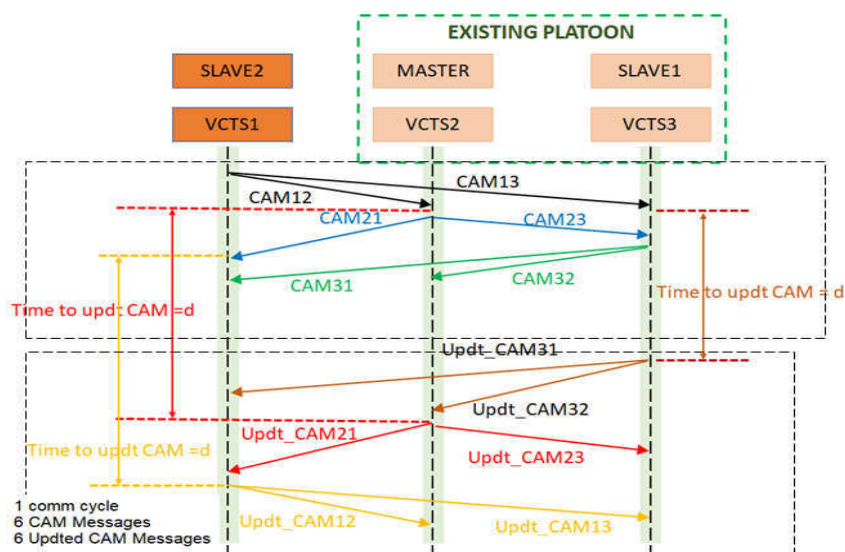 EXISTING PLATOON
SLAVE2
MASTER
SLAVE1
VCTS1
VCTS2
VCTS3
CAM13
CAM12
CAM21
CAM23
CAM31
CAM32
Time to updt CAM =d
Time to updt CAM = d
Updt_CAM31
Updt_CAM32
Updt_CAM21
Time to updt CAM =d
Updt_CAM23
1 comm cycle
6 CAM Messages
6 Updted CAM Messages
Updt_CAM12
Updt_CAM13